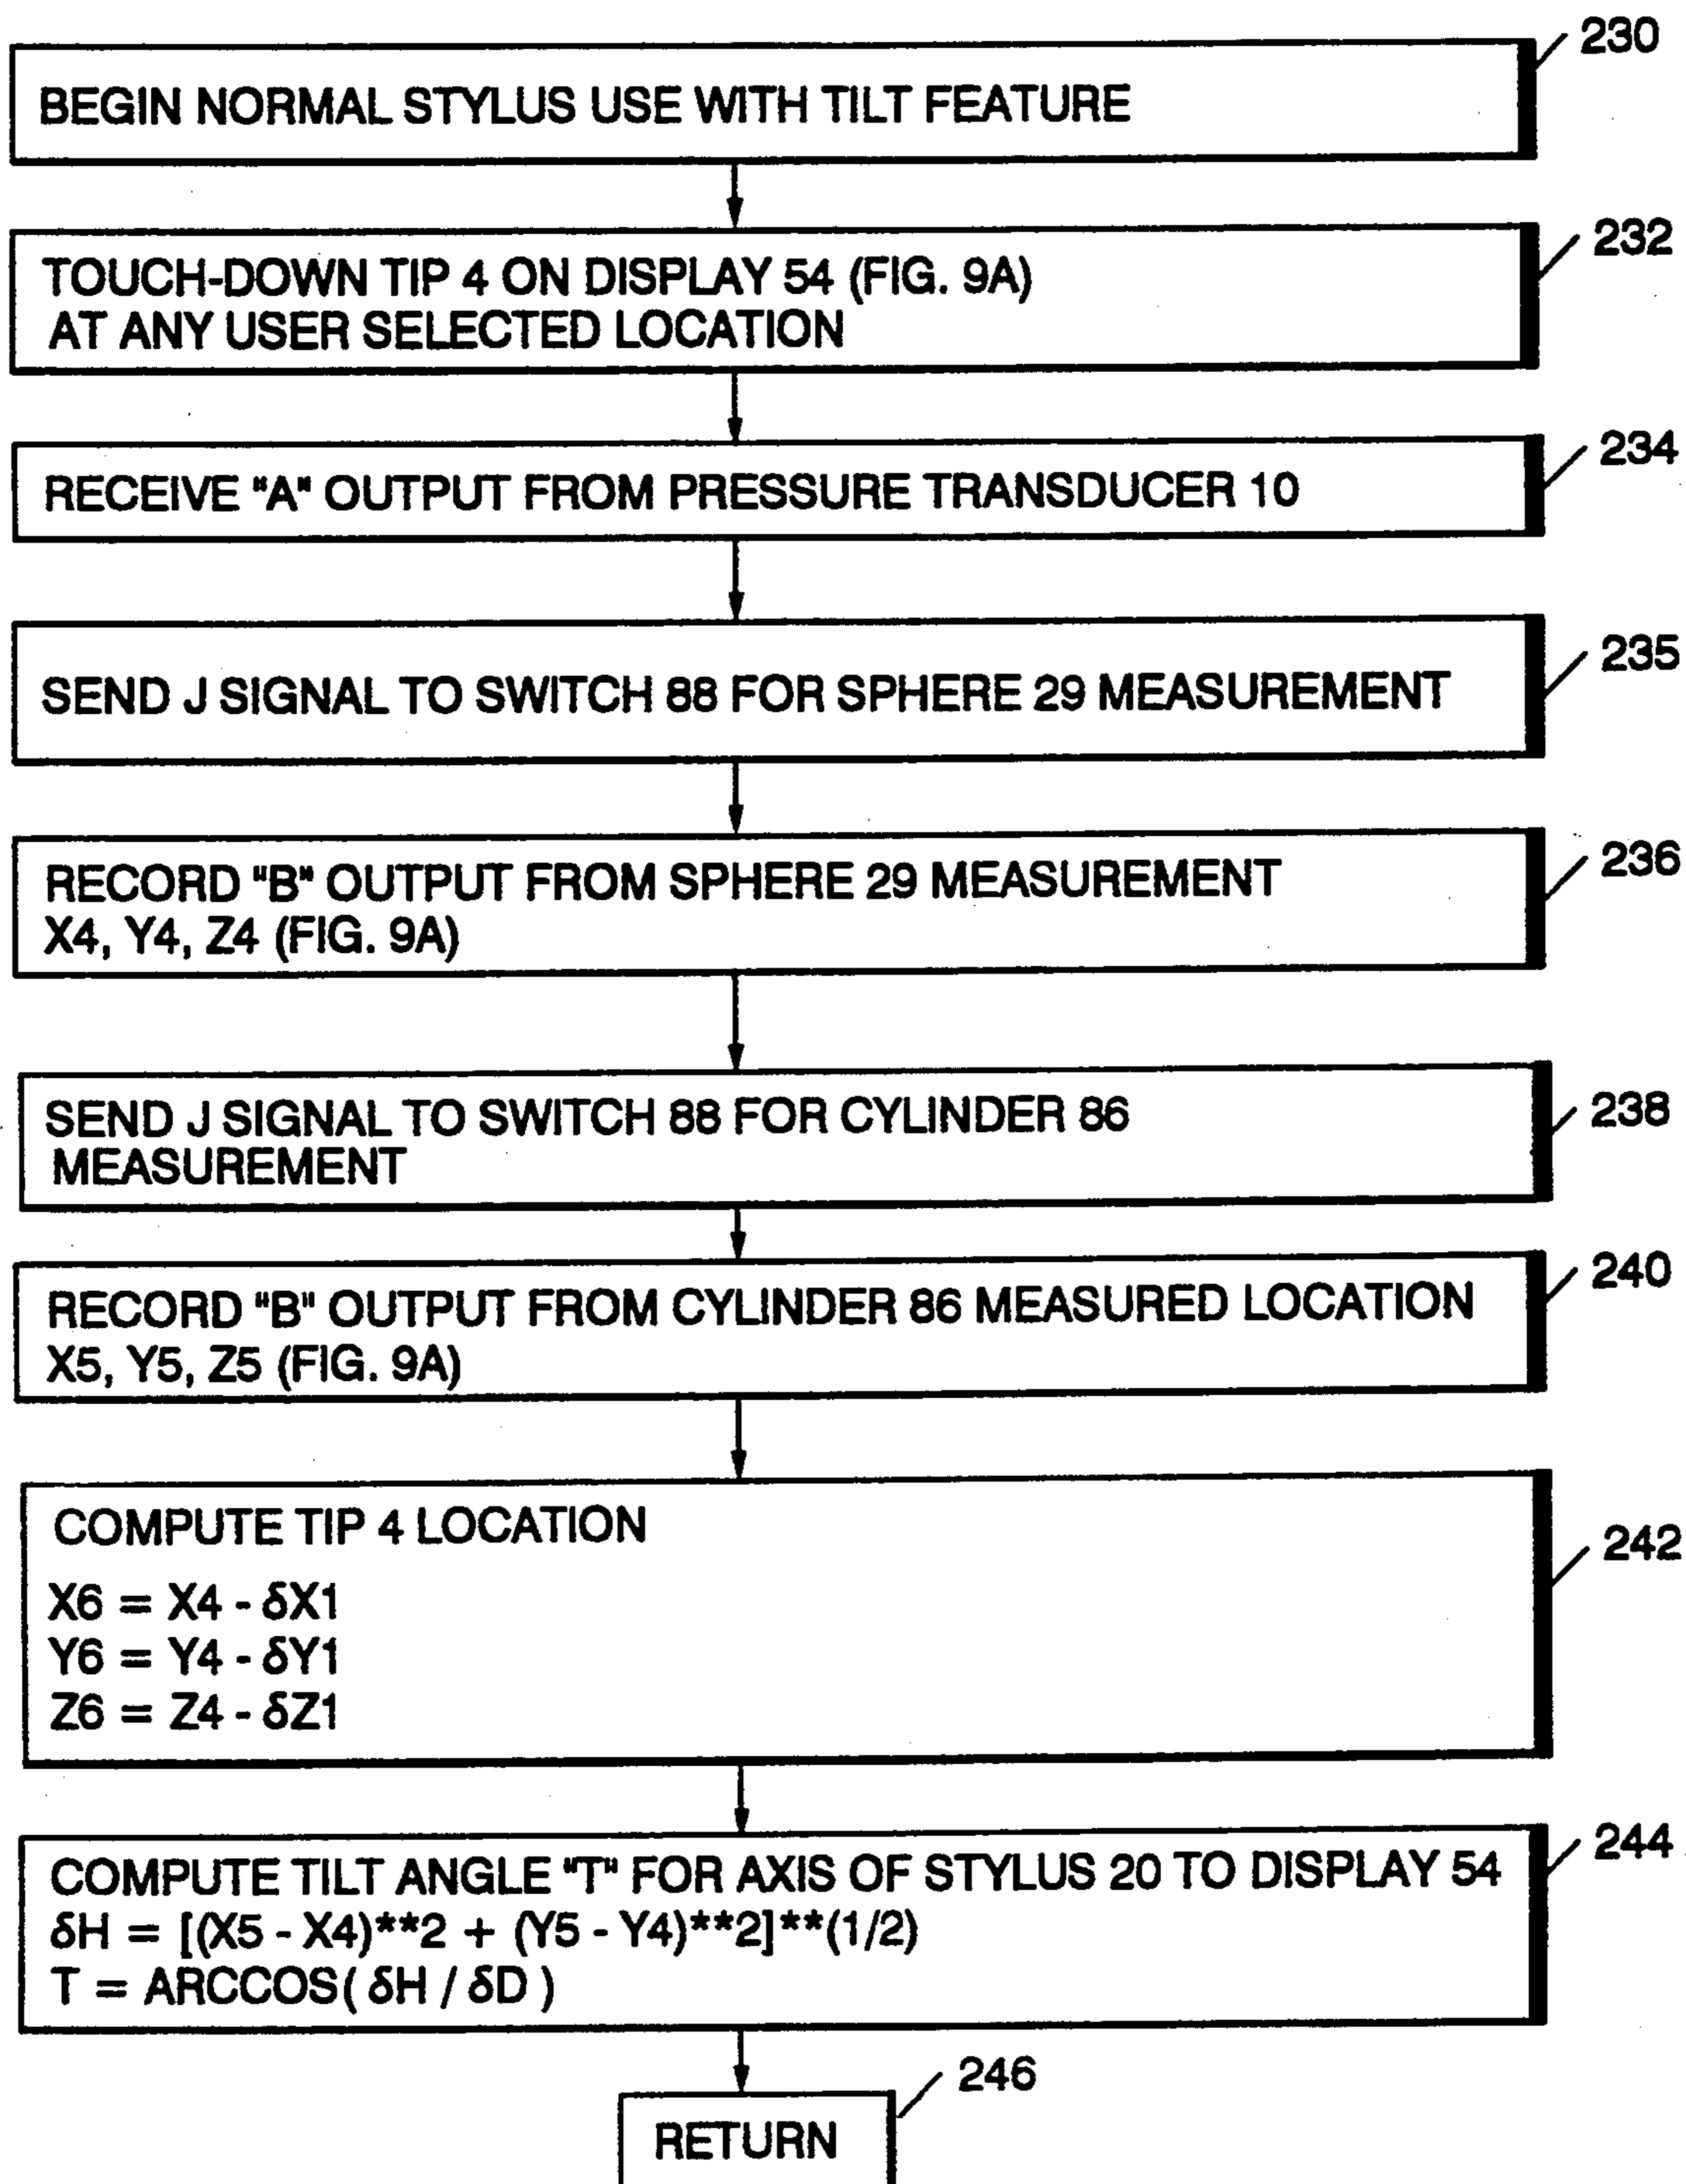 230
BEGIN NORMAL STYLUS USE WITH TILT FEATURE
232
TOUCH-DOWN TIP 4 ON DISPLAY 54 (FIG. 9A)
AT ANY USER SELECTED LOCATION
234
RECEIVE "A" OUTPUT FROM PRESSURE TRANSDUCER 10
235
SEND J SIGNAL TO SWITCH 88 FOR SPHERE 29 MEASUREMENT
236
RECORD "B" OUTPUT FROM SPHERE 29 MEASUREMENT
X4, Y4, Z4 (FIG. 9A)
238
SEND J SIGNAL TO SWITCH 88 FOR CYLINDER 86
MEASUREMENT
240
RECORD "B" OUTPUT FROM CYLINDER 86 MEASURED LOCATION
X5, Y5, Z5 (FIG. 9A)
242
COMPUTE TIP 4 LOCATION
X6 = X4 - δX1
Y6 = Y4 - δY1
Z6 = Z4 - δZ1
244
COMPUTE TILT ANGLE "T" FOR AXIS OF STYLUS 20 TO DISPLAY 54
δH = [(X5 - X4)**2 + (Y5 - Y4)**2]**(1/2)
T = ARCCOS( δH / δD )
246
RETURN